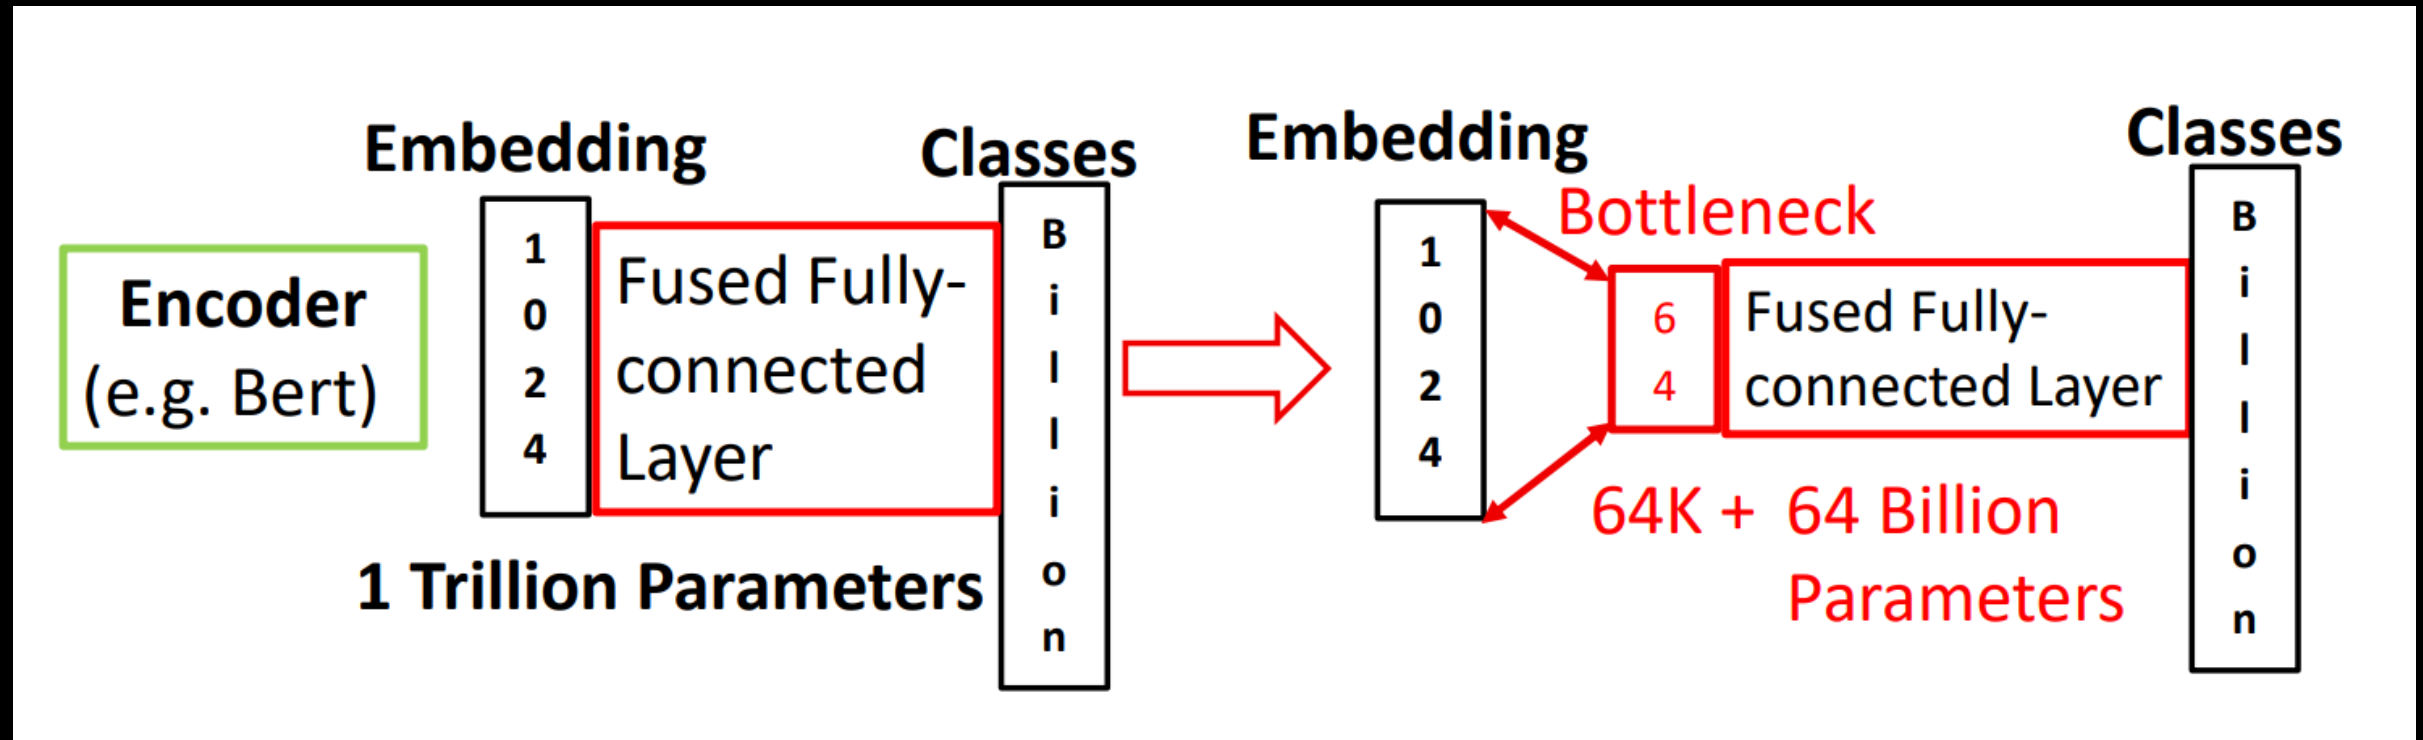 Encoder
(e.g. Bert)
Embedding
1
0
2
4
Fused Fully-
connected
Layer
1 Trillion Parameters
Classes
B
i
l
l
i
o
n
Embedding
1
0
2
4
Bottleneck
6
4
Fused Fully-
connected Layer
64K + 64 Billion
Parameters
Classes
B
i
l
l
i
o
n